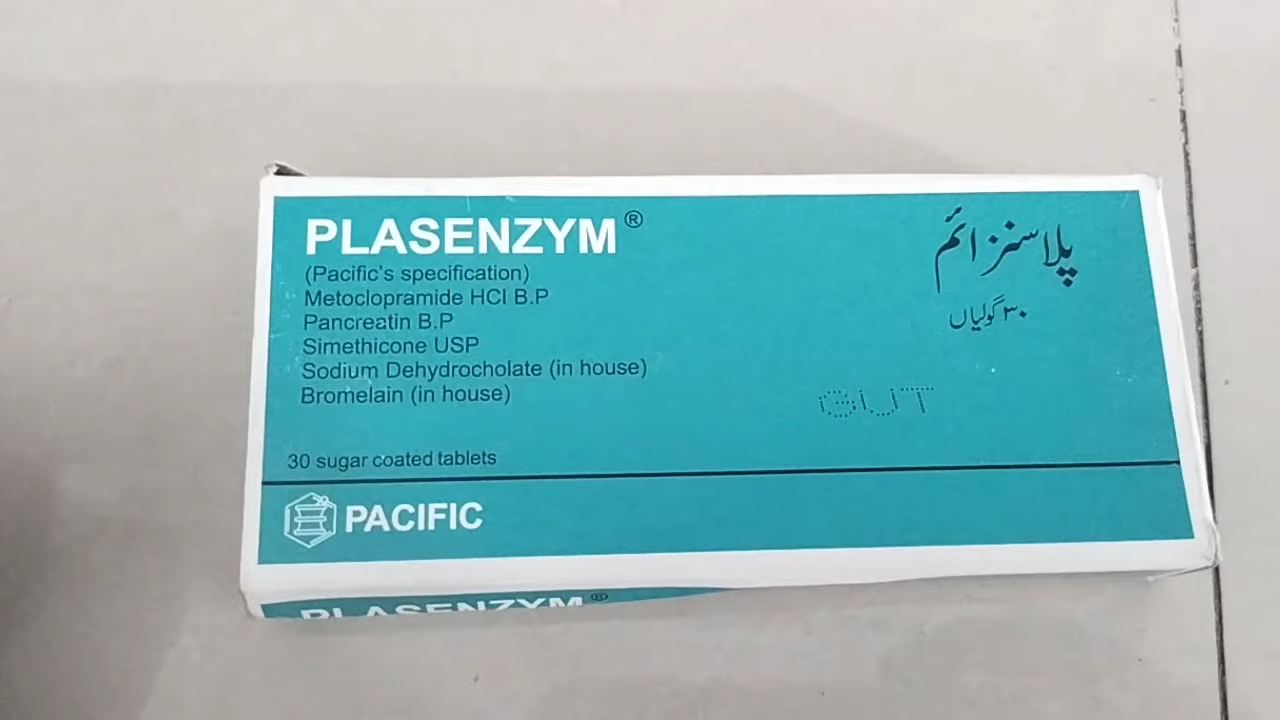 PLASENZYM®
(Pacific's specification)
Metoclopramide HCl B.P
Pancreatin B.P
Simethicone USP
Sodium Dehydrocholate (in house)
Bromelain (in house)
30 sugar coated tablets
PACIFIC
پلاسنزائم
۳۰ گولیاں
PLASENZYM®